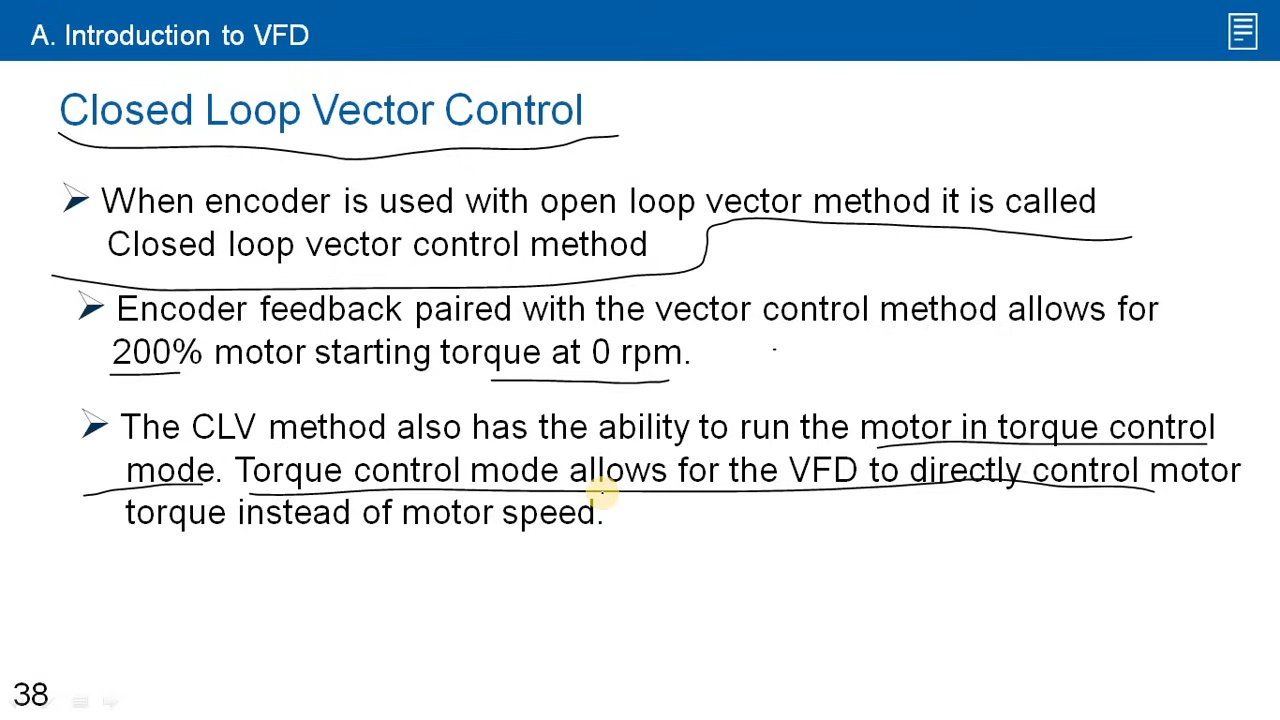 A. Introduction to VFD
Closed Loop Vector Control
When encoder is used with open loop vector method it is called
Closed loop vector control method
Encoder feedback paired with the vector control method allows for
200% motor starting torque at 0 rpm.
The CLV method also has the ability to run the motor in torque control
mode. Torque control mode allows for the VFD to directly control motor
torque instead of motor speed.
38